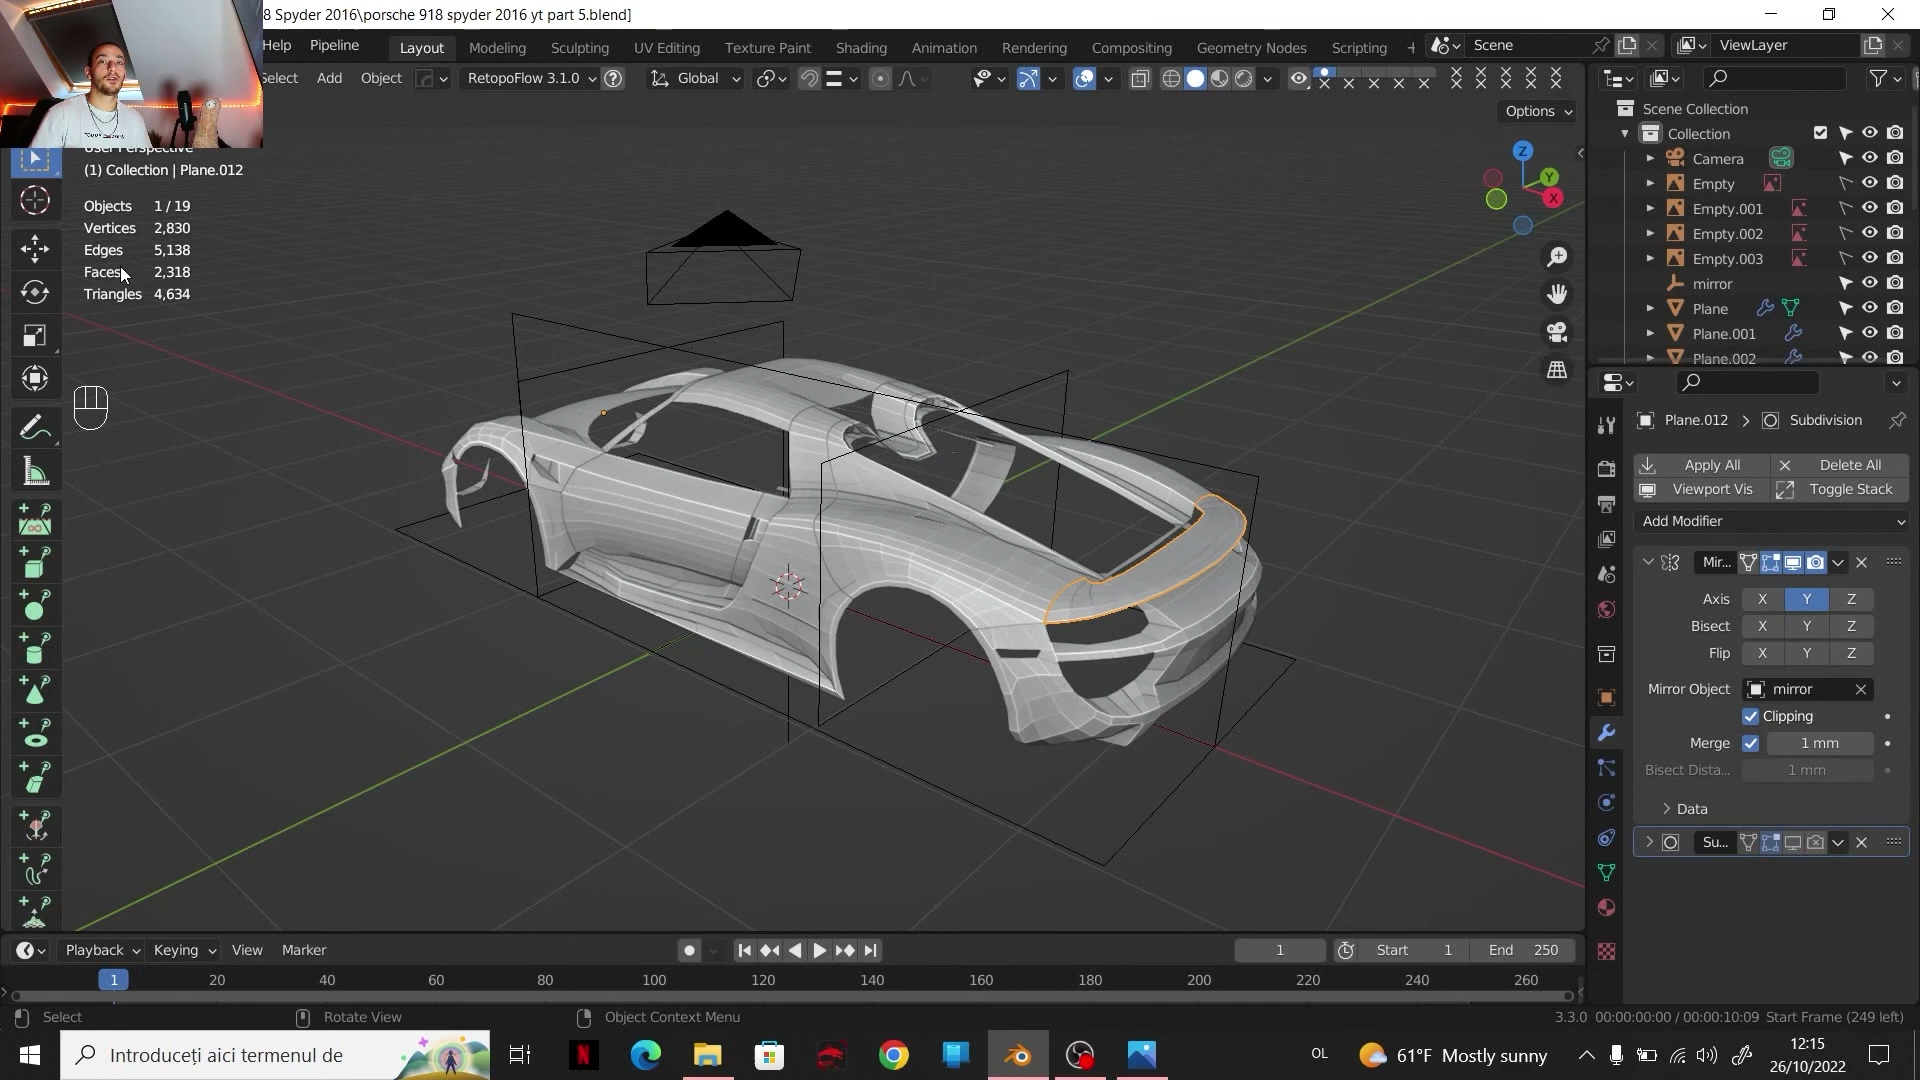 8 Spyder 2016\porsche 918 spyder 2016 yt part 5.blend]
Help Pipeline Layout Modeling Sculpting UV Editing Texture Paint Shading Animation Rendering Compositing Geometry Nodes Scripting + Scene ViewLayer
elect Add Object RetopoFlow 3.1.0 Global
Options
User Perspective
(1) Collection | Plane.012
Objects 1 / 19
Vertices 2,830
Edges 5,138
Faces 2,318
Triangles 4,634
Z
Y
X
Scene Collection
Collection
Camera
Empty
Empty.001
Empty.002
Empty.003
mirror
Plane
Plane.001
Plane.002
Plane.012 > Subdivision
Apply All Delete All
Viewport Vis Toggle Stack
Add Modifier
Mir...
Axis X Y Z
Bisect X Y Z
Flip X Y Z
Mirror Object mirror
Clipping
Merge 1 mm
Bisect Dista... 1 mm
Data
Su...
Playback Keying View Marker 1 Start 1 End 250
1 20 40 60 80 100 120 140 160 180 200 220 240 260
Select Rotate View Object Context Menu 3.3.0 00:00:00:00 / 00:00:10:09 Start Frame (249 left)
Introduceți aici termenul de OL 61°F Mostly sunny 12:15
26/10/2022